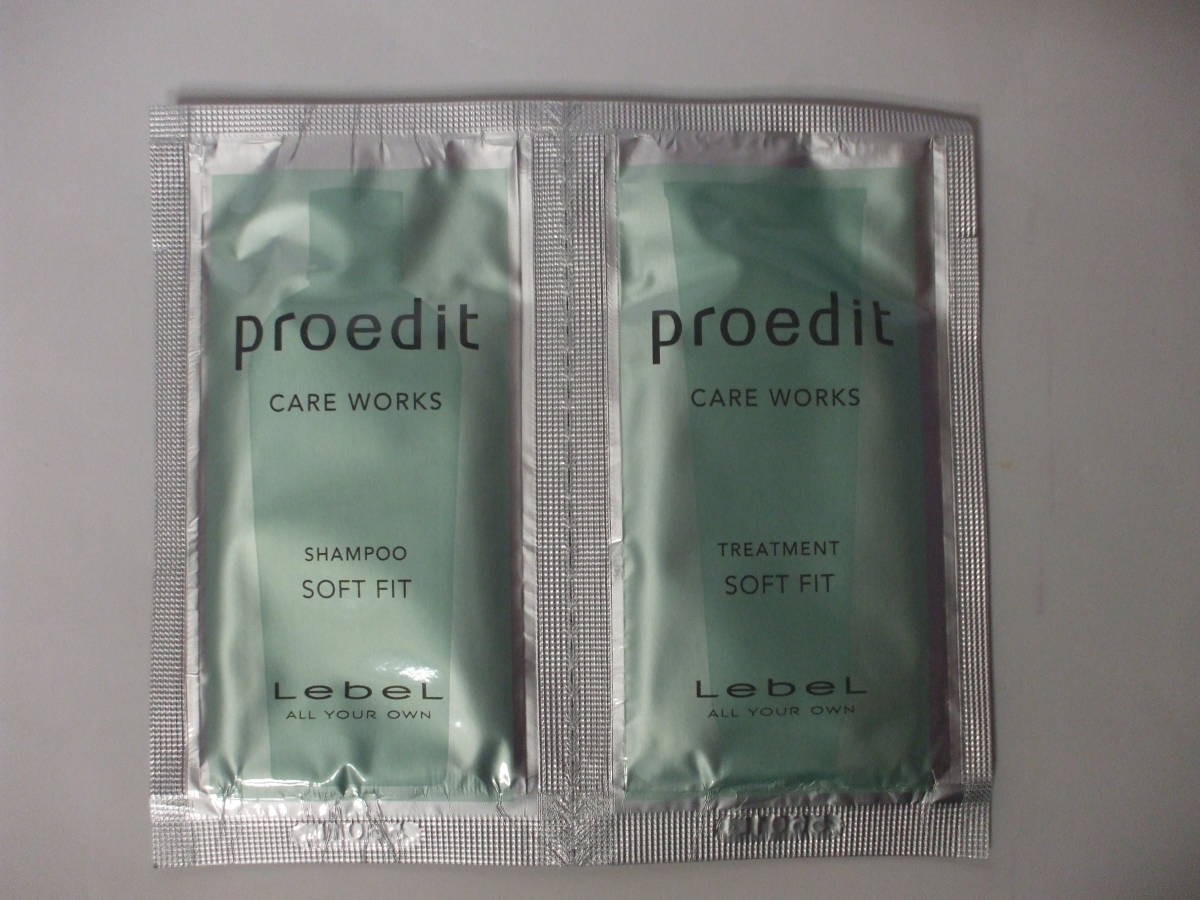 proedit
CARE WORKS
SHAMPOO
SOFT FIT
LebeL
ALL YOUR OWN
proedit
CARE WORKS
TREATMENT
SOFT FIT
LebeL
ALL YOUR OWN